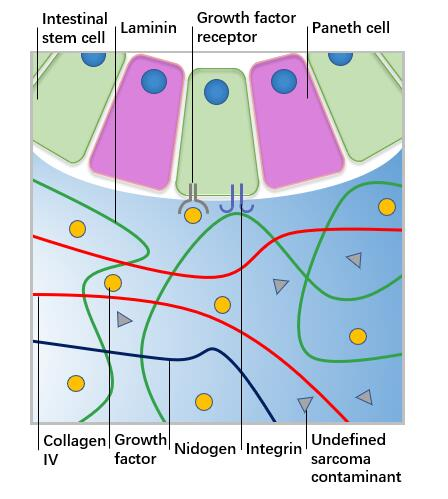 Intestinal
stem cell
Laminin
Growth factor
receptor
Paneth cell
Collagen
IV
Growth
factor
Nidogen
Integrin
Undefined
sarcoma
contaminant